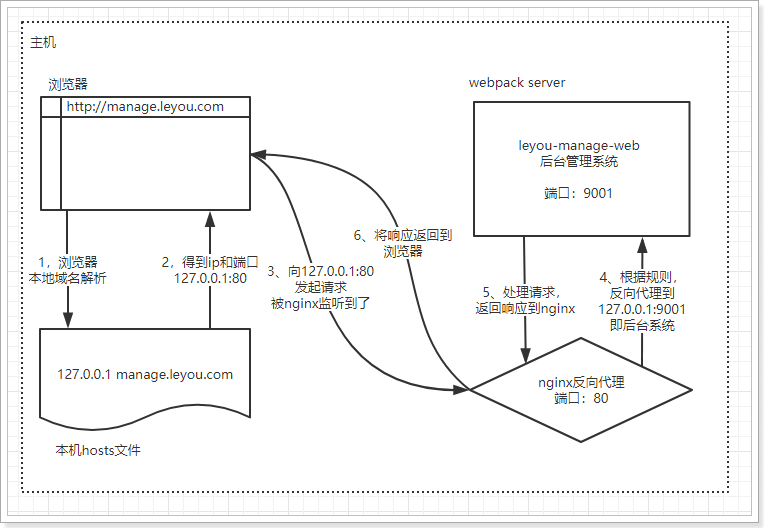 主机
浏览器
http://manage.leyou.com
webpack server
leyou-manage-web
后台管理系统
端口：9001
1，浏览器
本地域名解析
2，得到ip和端口
127.0.0.1:80
3、向127.0.0.1:80
发起请求
被nginx监听到了
6、将响应返回到
浏览器
5、处理请求，
返回响应到nginx
4、根据规则，
反向代理到
127.0.0.1:9001
即后台系统
127.0.0.1 manage.leyou.com
本机hosts文件
nginx反向代理
端口：80